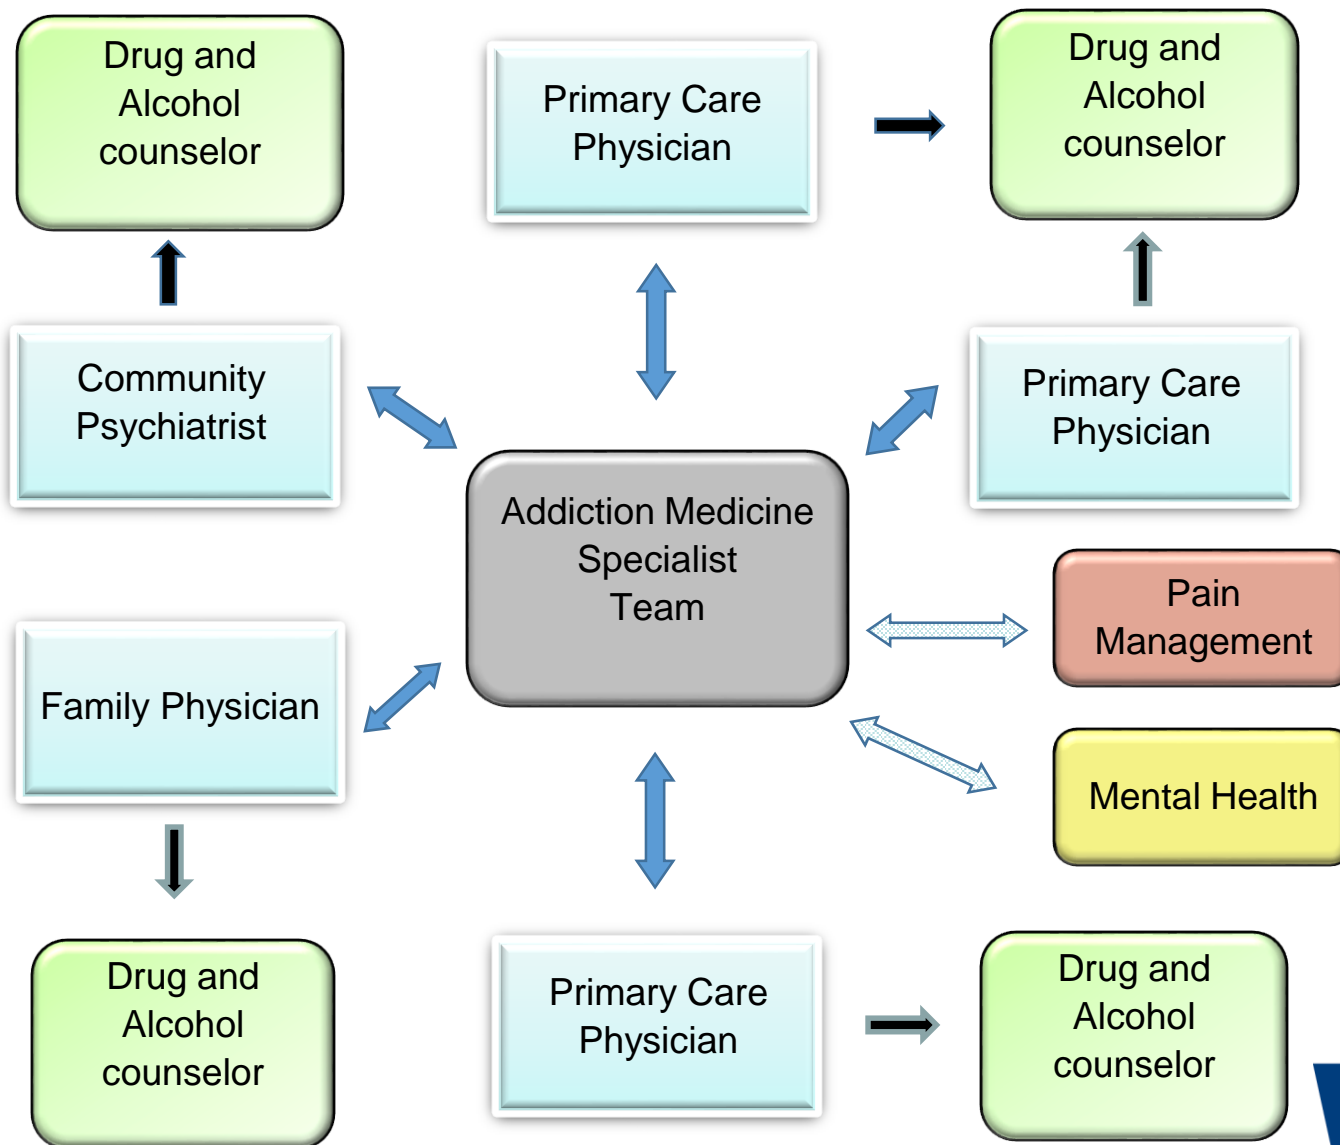 Drug and
Alcohol
counselor
Primary Care
Physician
Drug and
Alcohol
counselor
Community
Psychiatrist
Primary Care
Physician
Addiction Medicine
Specialist
Team
Pain
Management
Family Physician
Mental Health
Drug and
Alcohol
counselor
Primary Care
Physician
Drug and
Alcohol
counselor